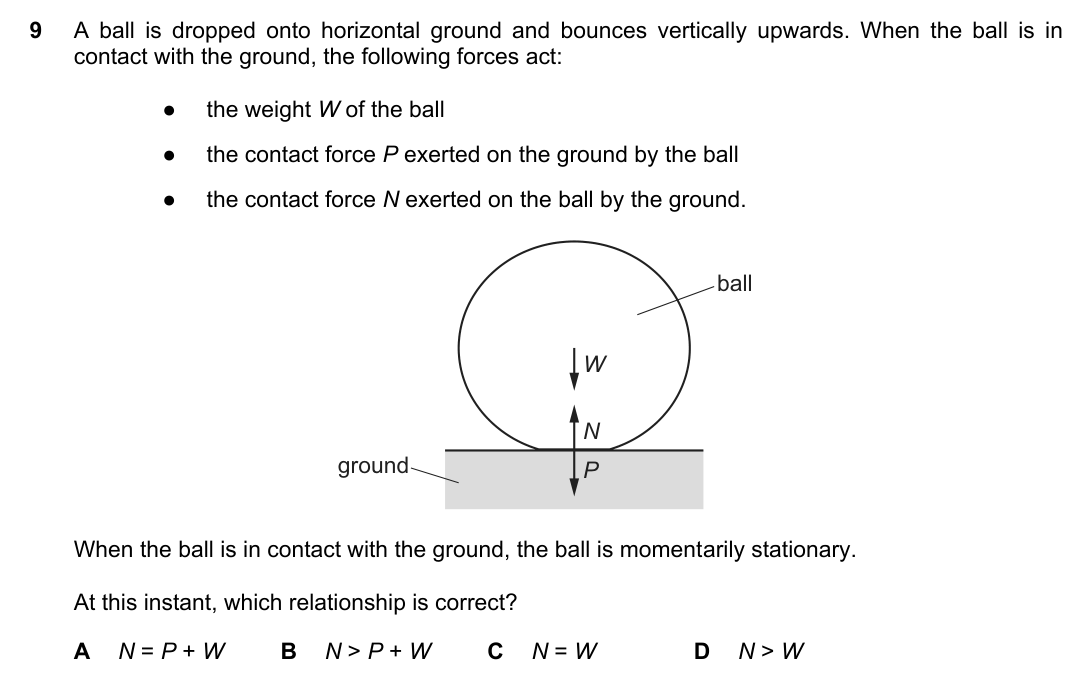 9 A ball is dropped onto horizontal ground and bounces vertically upwards. When the ball is in
contact with the ground, the following forces act:
● the weight W of the ball
● the contact force P exerted on the ground by the ball
● the contact force N exerted on the ball by the ground.
ball
W
N
ground
P
When the ball is in contact with the ground, the ball is momentarily stationary.
At this instant, which relationship is correct?
A N = P + W B N > P + W C N = W D N > W